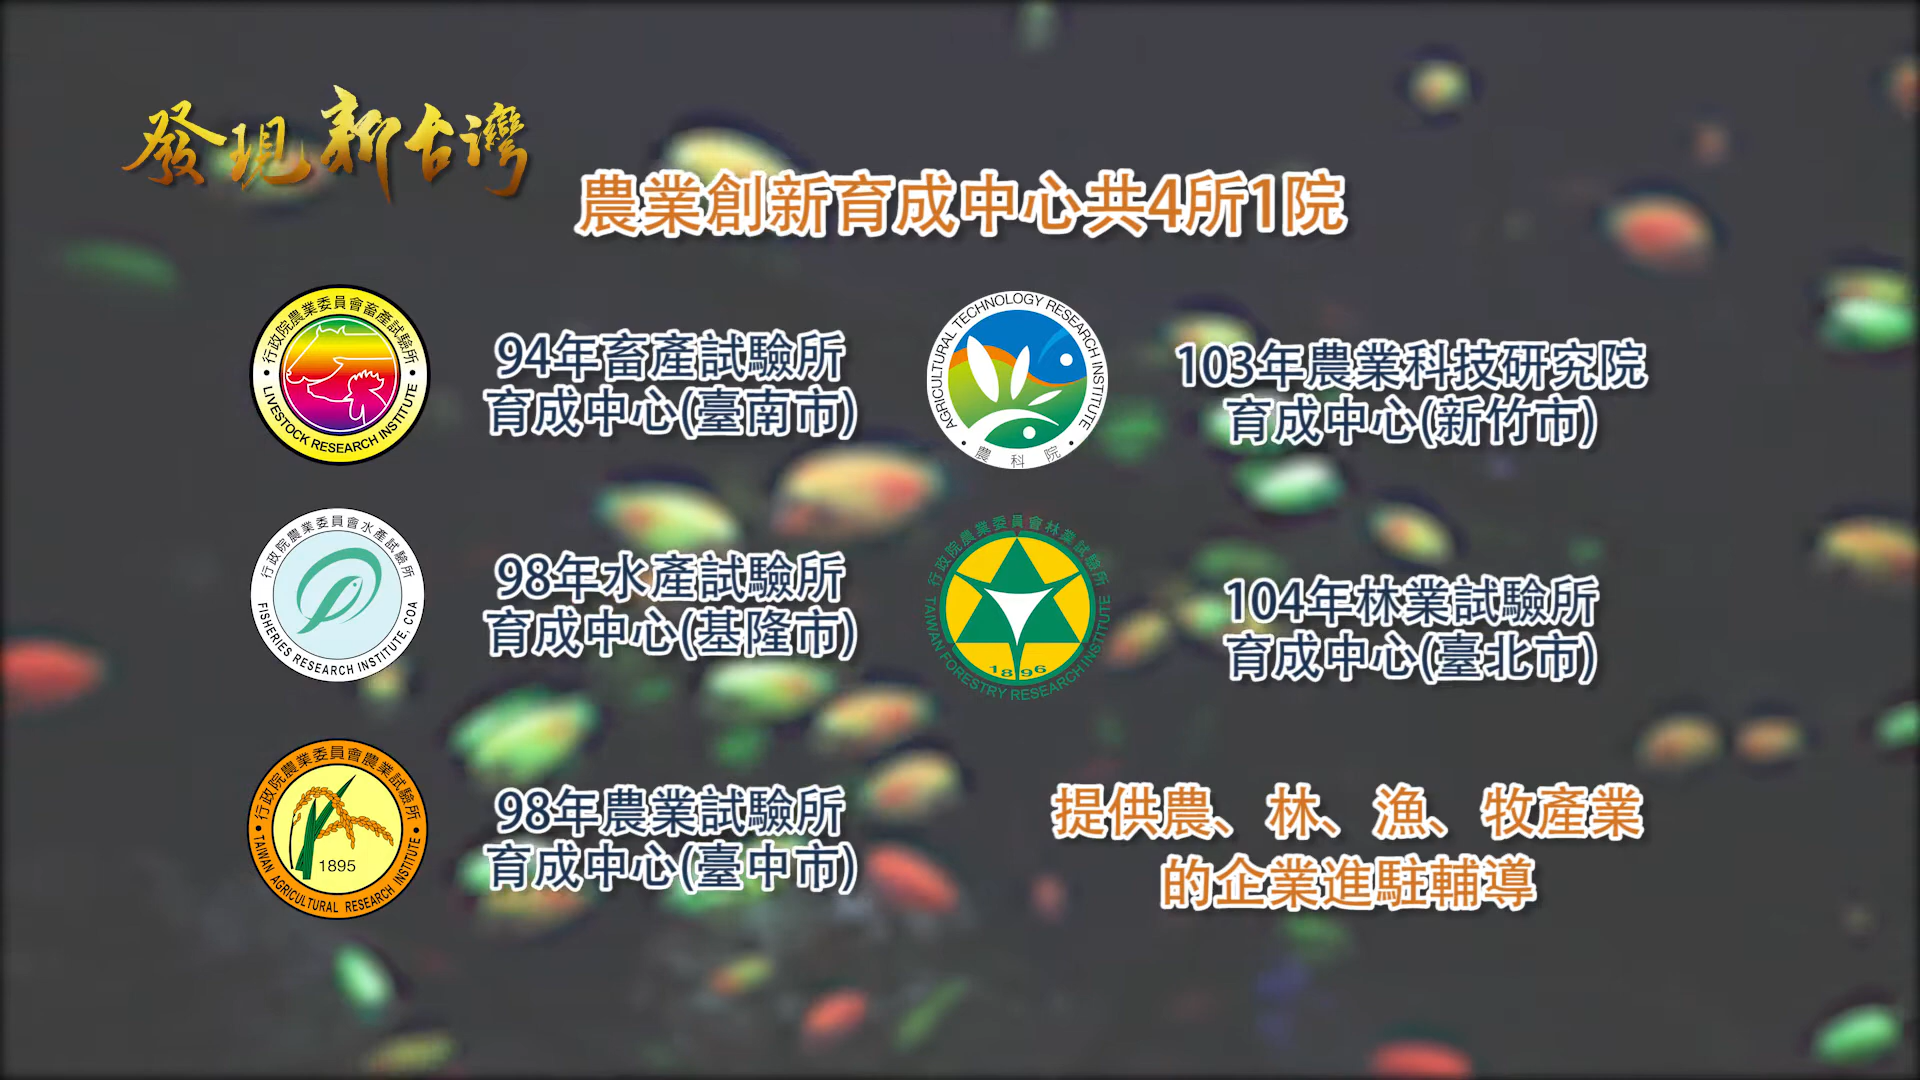 發現新台灣
農業創新育成中心共4所1院
行政院農業委員會畜產試驗所
LIVESTOCK RESEARCH INSTITUTE
94年畜產試驗所
育成中心(臺南市)
AGRICULTURAL TECHNOLOGY RESEARCH INSTITUTE
農科院
103年農業科技研究院
育成中心(新竹市)
行政院農業委員會水產試驗所
FISHERIES RESEARCH INSTITUTE, COA
98年水產試驗所
育成中心(基隆市)
行政院農業委員會林業試驗所
1896
TAIWAN FORESTRY RESEARCH INSTITUTE
104年林業試驗所
育成中心(臺北市)
行政院農業委員會農業試驗所
1895
TAIWAN AGRICULTURAL RESEARCH INSTITUTE
98年農業試驗所
育成中心(臺中市)
提供農、林、漁、牧產業
的企業進駐輔導